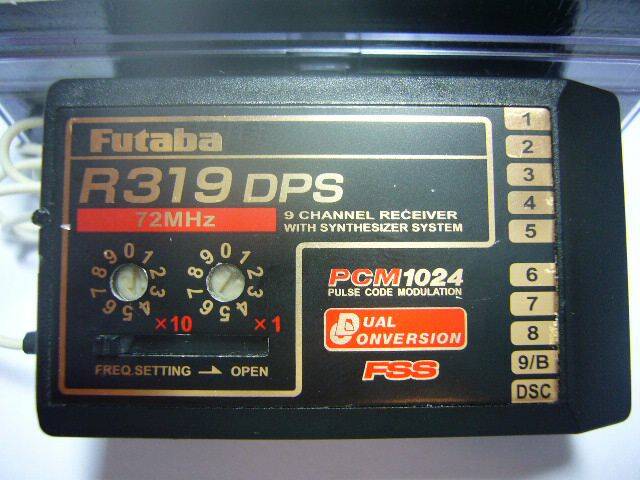 Futaba
R319 DPS
72MHz
9 CHANNEL RECEIVER
WITH SYNTHESIZER SYSTEM
0 1 2 3 4 5 6 7 8 9
0 1 2 3 4 5 6 7 8 9
×10
×1
FREQ.SETTING → OPEN
PCM1024
PULSE CODE MODULATION
DUAL
CONVERSION
FSS
1
2
3
4
5
6
7
8
9/B
DSC